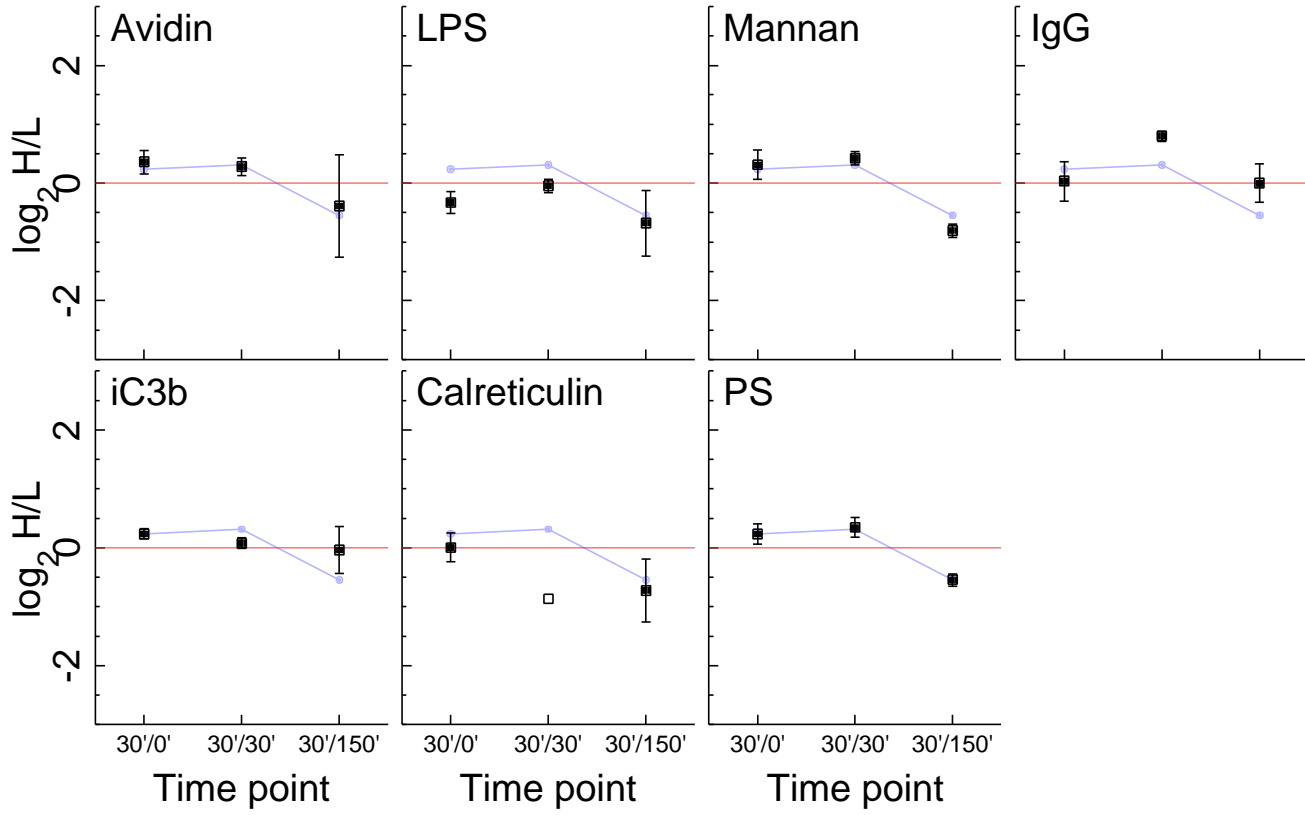 Avidin
LPS
Mannan
IgG
log2 H/L
2
0
-2
iC3b
Calreticulin
PS
log2 H/L
2
0
-2
30'/0' 30'/30' 30'/150'
30'/0' 30'/30' 30'/150'
30'/0' 30'/30' 30'/150'
Time point
Time point
Time point